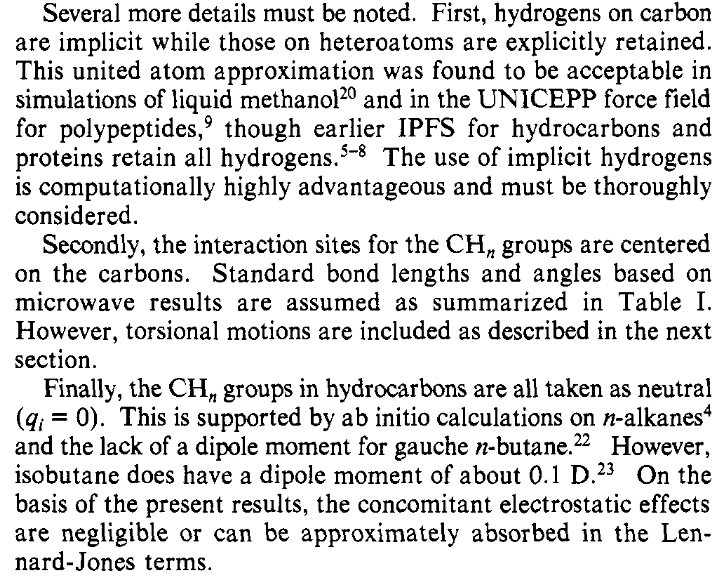 Several more details must be noted. First, hydrogens on carbon
are implicit while those on heteroatoms are explicitly retained.
This united atom approximation was found to be acceptable in
simulations of liquid methanol²⁰ and in the UNICEPP force field
for polypeptides,⁹ though earlier IPFS for hydrocarbons and
proteins retain all hydrogens.⁵⁻⁸ The use of implicit hydrogens
is computationally highly advantageous and must be thoroughly
considered.
Secondly, the interaction sites for the CHₙ groups are centered
on the carbons. Standard bond lengths and angles based on
microwave results are assumed as summarized in Table I.
However, torsional motions are included as described in the next
section.
Finally, the CHₙ groups in hydrocarbons are all taken as neutral
(qᵢ = 0). This is supported by ab initio calculations on n-alkanes⁴
and the lack of a dipole moment for gauche n-butane.²² However,
isobutane does have a dipole moment of about 0.1 D.²³ On the
basis of the present results, the concomitant electrostatic effects
are negligible or can be approximately absorbed in the Len-
nard-Jones terms.